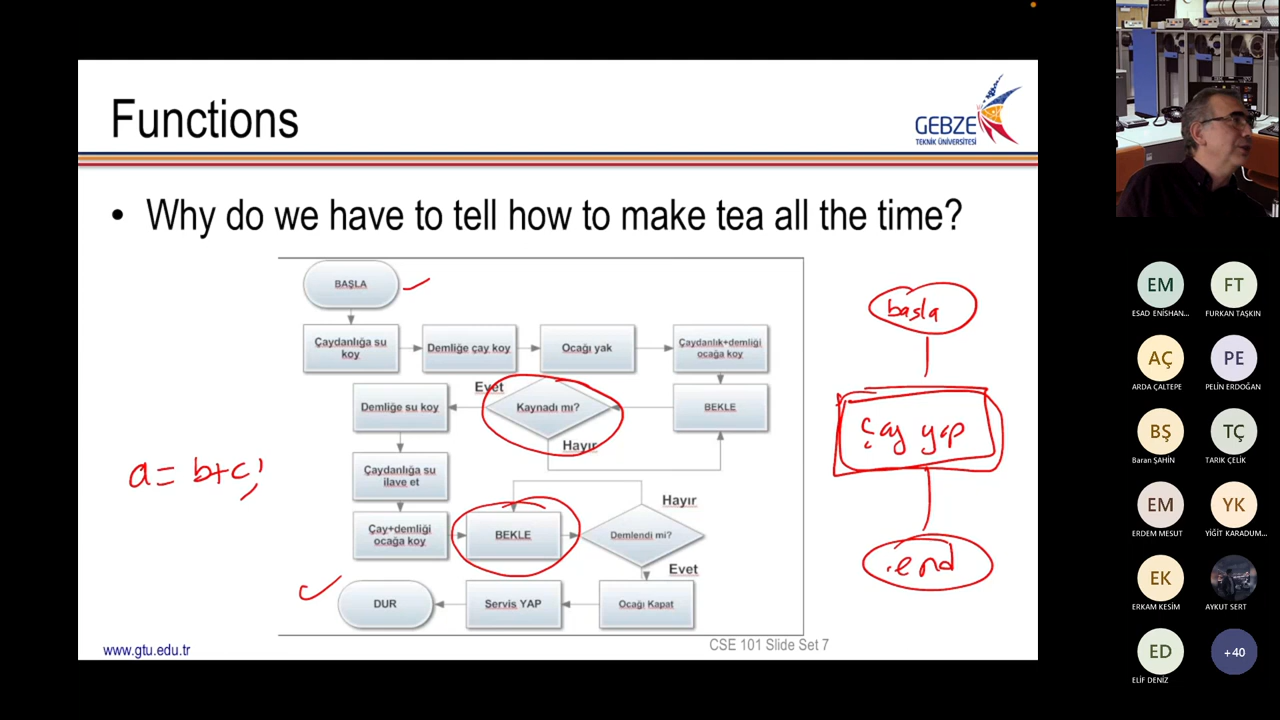 Functions
GEBZE
TEKNİK ÜNİVERSİTESİ
• Why do we have to tell how to make tea all the time?
BAŞLA
Çaydanlığa su
koy
Demliğe çay koy
Ocağı yak
Çaydanlık+demliği
ocağa koy
BEKLE
Kaynadı mı?
Evet
Hayır
Demliğe su koy
Çaydanlığa su
ilave et
Çay+demliği
ocağa koy
BEKLE
Demlendi mi?
Hayır
Evet
Ocağı Kapat
Servis YAP
DUR
a= b+c;
başla
Çay yap
end
www.gtu.edu.tr
CSE 101 Slide Set 7
EM
ESAD ENİSHAN...
FT
FURKAN TAŞKIN
AÇ
ARDA ÇALTEPE
PE
PELİN ERDOĞAN
BŞ
Baran ŞAHİN
TÇ
TARIK ÇELİK
EM
ERDEM MESUT
YK
YİĞİT KARADUM...
EK
ERKAM KESİM
AYKUT SERT
ED
ELİF DENİZ
+40